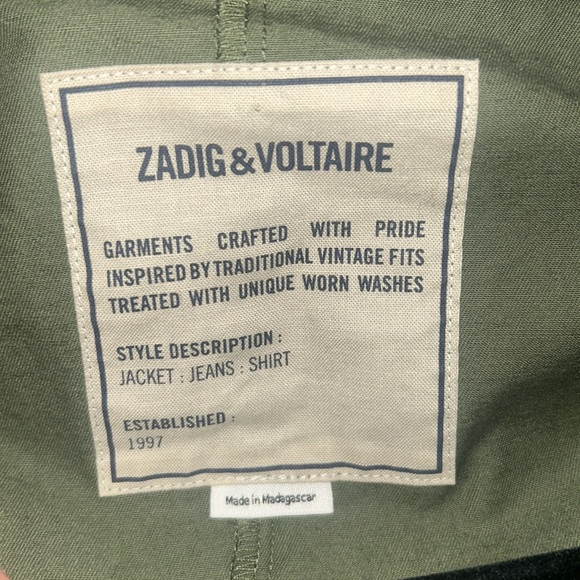 ZADIG&VOLTAIRE
GARMENTS CRAFTED WITH PRIDE
INSPIRED BY TRADITIONAL VINTAGE FITS
TREATED WITH UNIQUE WORN WASHES
STYLE DESCRIPTION :
JACKET : JEANS : SHIRT
ESTABLISHED :
1997
Made in Madagascar